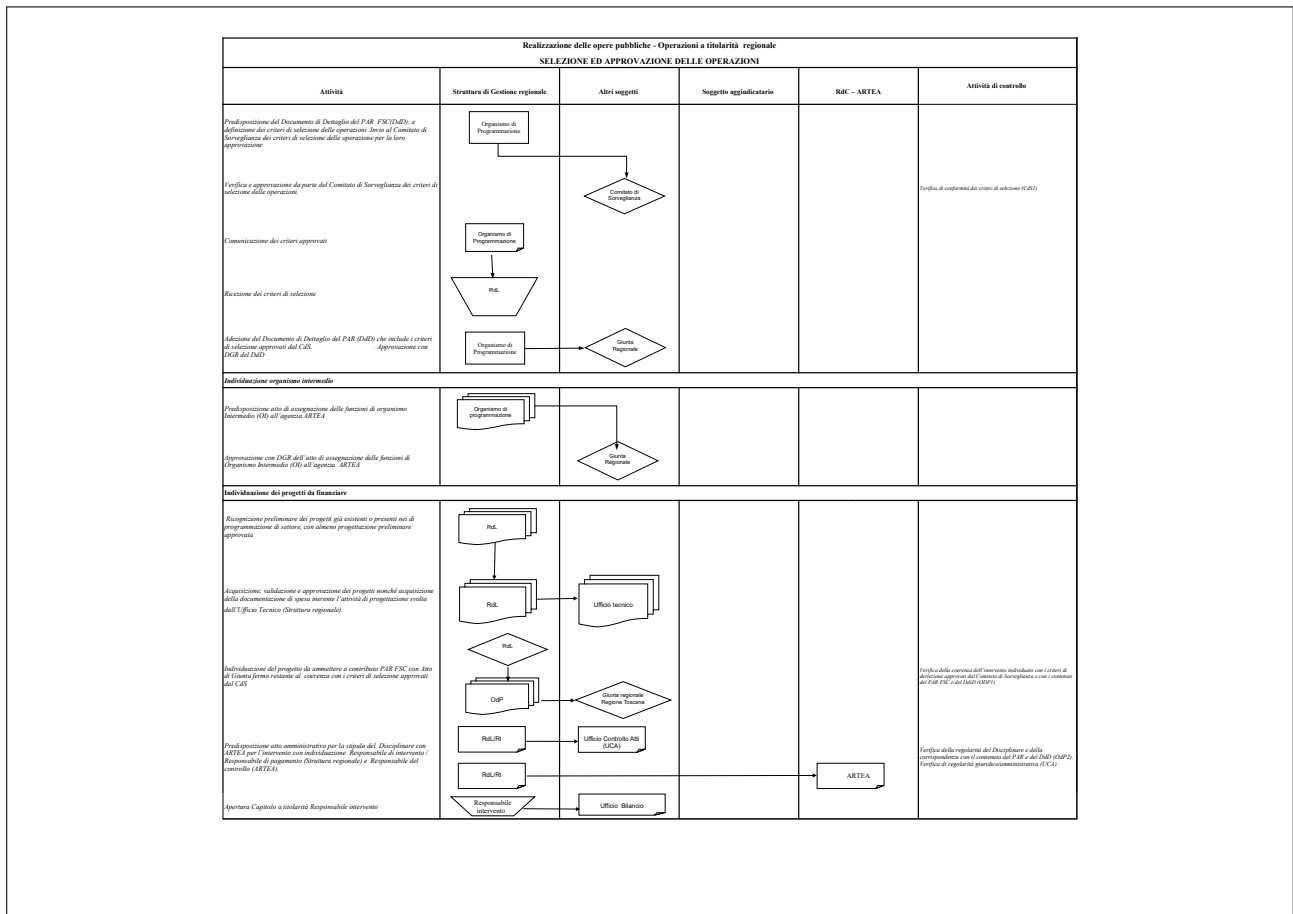 Realizzazione delle opere pubbliche - Operazioni a titolarità regionale
SELEZIONE ED APPROVAZIONE DELLE OPERAZIONI
Attività
Struttura di Gestione regionale
Altri soggetti
Soggetto aggiudicatario
RdC – ARTEA
Attività di controllo
Predisposizione del Documento di Dettaglio del PAR FSC(DdD): e
definizione dei criteri di selezione delle operazioni .Invio al Comitato di
Sorveglianza dei criteri di selezione delle operazione per la loro
approvazione
Organismo di
Programmazione
Verifica e approvazione da parte del Comitato di Sorveglianza dei criteri di
selezione delle operazioni.
Comitato di
Sorveglianza
Verifica di conformità dei criteri di selezione (CdS1)
Comunicazione dei criteri approvati
Organismo di
Programmazione
Ricezione dei criteri di selezione
RdL
Adozione del Documento di Dettaglio del PAR (DdD) che include i criteri
di selezione approvati dal CdS. . Approvazione con
DGR del DdD
Organismo di
Programmazione
Giunta
Regionale
Individuazione organismo intermedio
Predisposizione atto di assegnazione delle funzioni di organismo
Intermedio (OI) all'agenzia ARTEA
Organismo di
programmazione
Approvazione con DGR dell'atto di assegnazione delle funzioni di
Organismo Intermedio (OI) all'agenzia ARTEA
Giunta
Regionale
Individuazione dei progetti da finanziare
Ricognizione preliminare dei progetti già esistenti o presenti nei di
programmazione di settore, con almeno progettazione preliminare
approvata
RdL
Acquisizione, validazione e approvazione dei progetti nonchè acquisizione
della documentazione di spesa inerente l'attività di progettazione svolta
dall'Ufficio Tecnico (Struttura regionale)
RdL
Ufficio tecnico
RdL
Individuazione del progetto da ammettere a contributo PAR FSC con Atto
di Giunta fermo restante al coerenza con i criteri di selezione approvati
dal CdS
OdP
Giunta regionale
Regione Toscana
Verifica della coerenza dell'intervento individuato con i criteri di
derlezione approvati dal Comitato di Sorveglianza e con i contenuti
del PAR FSC e del DdiD (ODP1)
Predisposizione atto amministrativo per la stipula del Disciplinare con
ARTEA per l'intervento con individuazione Responsabile di intervento /
Responsabile di pagamento (Struttura regionale) e Responsabile del
controllo (ARTEA).
RdL/RI
Ufficio Controllo Atti
(UCA)
RdL/RI
ARTEA
Verifica della regolarità del Disciplinare e della
corrispondenza con il contenuto del PAR e del DdD (OdP2).
Verifica di regolarità giuridico/amministrativa (UCA)
Apertura Capitolo a titolarità Responsabile intervento
Responsabile
intervento
Ufficio Bilancio